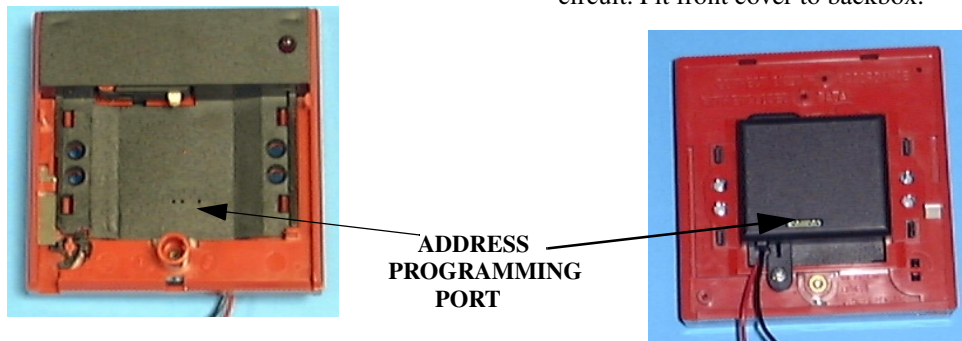 circuit. Fit front cover to backbox.
ADDRESS
PROGRAMMING
PORT